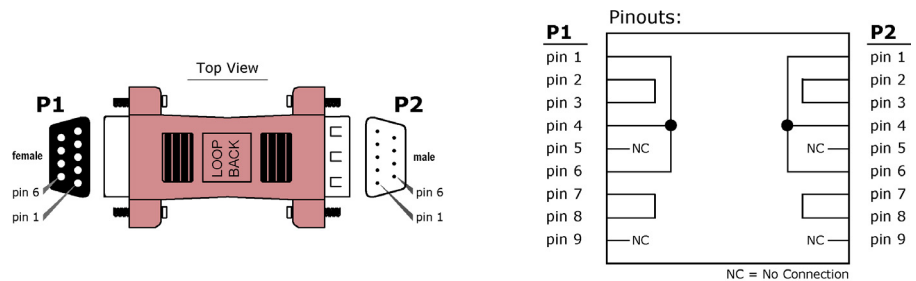 Top View
P1
P2
female
male
LOOP
BACK
pin 6
pin 1
pin 6
pin 1
Pinouts:
P1
P2
pin 1
pin 1
pin 2
pin 2
pin 3
pin 3
pin 4
pin 4
pin 5
NC
NC
pin 5
pin 6
pin 6
pin 7
pin 7
pin 8
pin 8
pin 9
NC
NC
pin 9
NC = No Connection